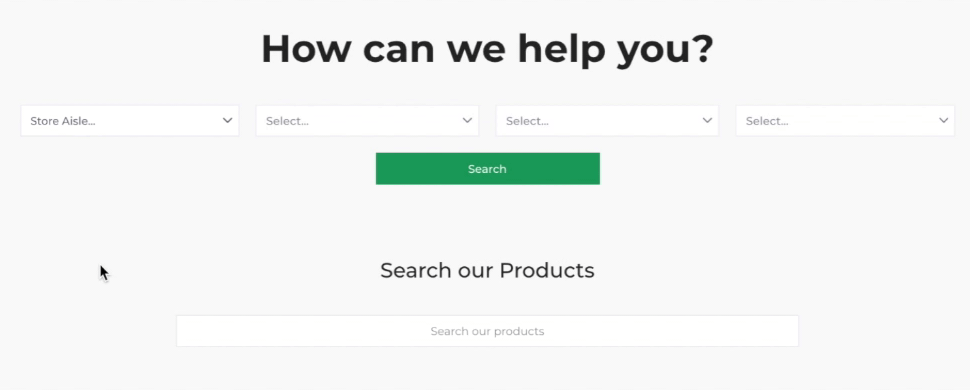 How can we help you?
Store Aisle... Select... Select... Select...
Search
Search our Products
Search our products